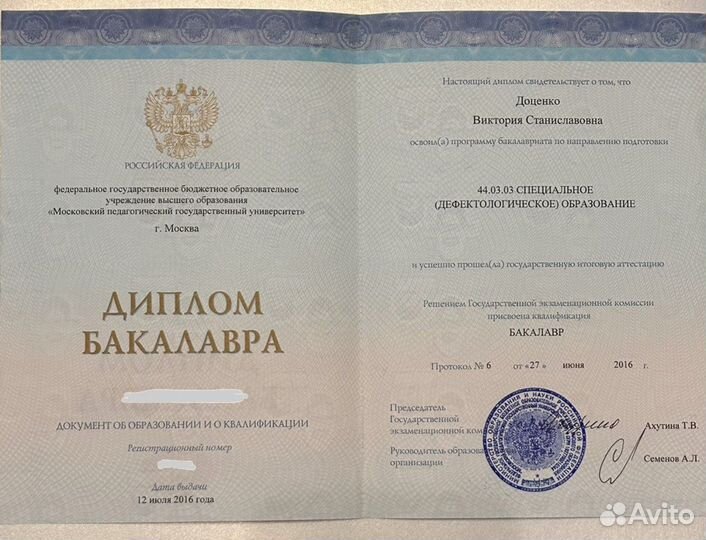 РОССИЙСКАЯ ФЕДЕРАЦИЯ
федеральное государственное бюджетное образовательное
учреждение высшего образования
«Московский педагогический государственный университет»
г. Москва
ДИПЛОМ
БАКАЛАВРА
ДОКУМЕНТ ОБ ОБРАЗОВАНИИ И О КВАЛИФИКАЦИИ
Регистрационный номер
Дата выдачи
12 июля 2016 года
Настоящий диплом свидетельствует о том, что
Доценко
Виктория Станиславовна
освоил(а) программу бакалавриата по направлению подготовки
44.03.03 СПЕЦИАЛЬНОЕ
(ДЕФЕКТОЛОГИЧЕСКОЕ) ОБРАЗОВАНИЕ
и успешно прошел(ла) государственную итоговую аттестацию
Решением Государственной экзаменационной комиссии
присвоена квалификация
БАКАЛАВР
Протокол № 6 от «27» июня 2016 г.
Председатель
Государственной
экзаменационной ком
Ахутина Т.В.
Руководитель образов
организации
Семенов А.Л.
Avito